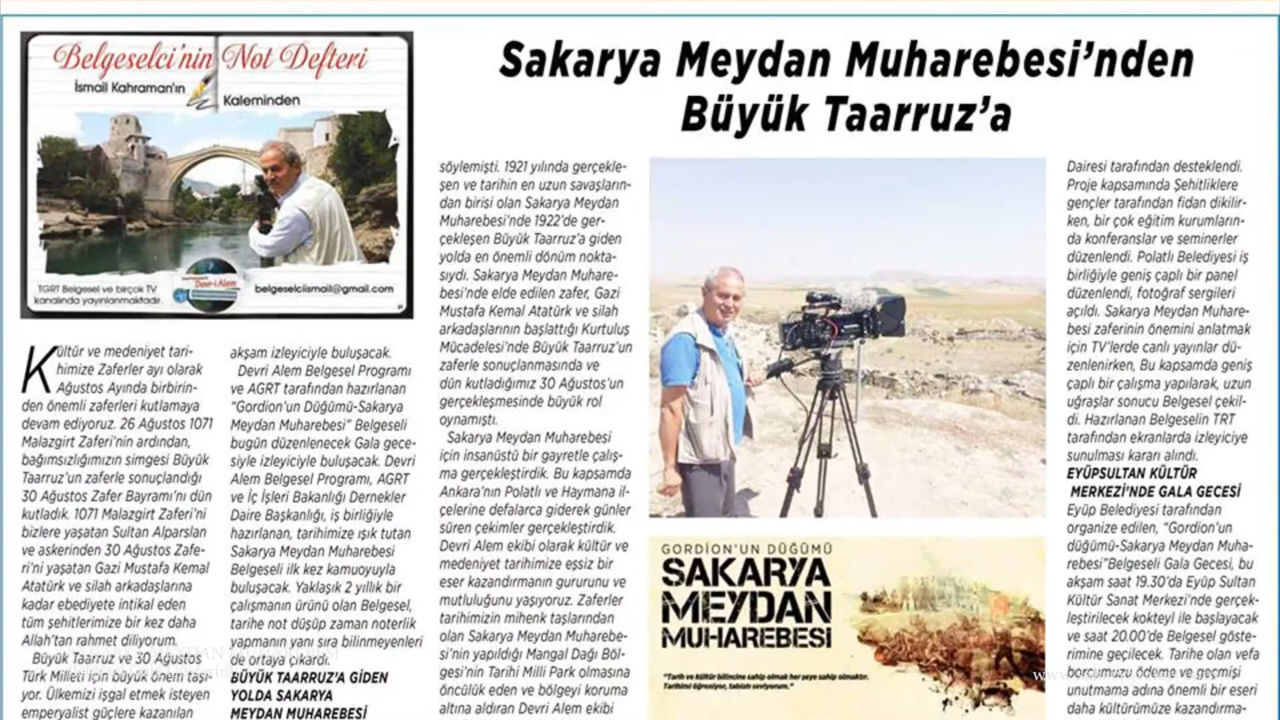 Belgeselci'nin Not Defteri
İsmail Kahraman'ın
Kaleminden
TGRT Belgesel ve birçok TV
kanalında yayınlanmaktadır.
Devr-i Alem
belgeselciismail@gmail.com
Sakarya Meydan Muharebesi'nden
Büyük Taarruz'a
Kültür ve medeniyet tari-
himize Zaferler ayı olarak
Ağustos Ayında birbirin-
den önemli zaferleri kutlamaya
devam ediyoruz. 26 Ağustos 1071
Malazgirt Zaferi'nin ardından,
bağımsızlığımızın simgesi Büyük
Taarruz'un zaferle sonuçlandığı
30 Ağustos Zafer Bayramı'nı dün
kutladık. 1071 Malazgirt Zaferi'ni
bizlere yaşatan Sultan Alparslan
ve askerinden 30 Ağustos Zafe-
ri'ni yaşatan Gazi Mustafa Kemal
Atatürk ve silah arkadaşlarına
kadar ebediyete intikal eden
tüm şehitlerimize bir kez daha
Allah'tan rahmet diliyorum.
Büyük Taarruz ve 30 Ağustos
Türk Milleti için büyük önem taşı-
yor. Ülkemizi işgal etmek isteyen
emperyalist güçlere kazanılan
akşam izleyiciyle buluşacak.
Devri Alem Belgesel Programı
ve AGRT tarafından hazırlanan
"Gordion'un Düğümü-Sakarya
Meydan Muharebesi" Belgeseli
bugün düzenlenecek Gala gece-
siyle izleyiciyle buluşacak. Devri
Alem Belgesel Programı, AGRT
ve İç İşleri Bakanlığı Dernekler
Daire Başkanlığı, iş birliğiyle
hazırlanan, tarihimize ışık tutan
Sakarya Meydan Muharebesi
Belgeseli ilk kez kamuoyuyla
buluşacak. Yaklaşık 2 yıllık bir
çalışmanın ürünü olan Belgesel,
tarihe not düşüp zaman noterlik
yapmanın yanı sıra bilinmeyenleri
de ortaya çıkardı.
BÜYÜK TAARRUZ'A GİDEN
YOLDA SAKARYA
MEYDAN MUHAREBESİ
söylemişti. 1921 yılında gerçekle-
şen ve tarihin en uzun savaşların-
dan birisi olan Sakarya Meydan
Muharebesi'nde 1922'de ger-
çekleşen Büyük Taarruz'a giden
yolda en önemli dönüm nokta-
sıydı. Sakarya Meydan Muhare-
besi'nde elde edilen zafer, Gazi
Mustafa Kemal Atatürk ve silah
arkadaşlarının başlattığı Kurtuluş
Mücadelesi'nde Büyük Taarruz'un
zaferle sonuçlanmasında ve
dün kutladığımız 30 Ağustos'un
gerçekleşmesinde büyük rol
oynamıştı.
Sakarya Meydan Muharebesi
için insanüstü bir gayretle çalış-
ma gerçekleştirdik. Bu kapsamda
Ankara'nın Polatlı ve Haymana il-
çelerine defalarca giderek günler
süren çekimler gerçekleştirdik.
Devri Alem ekibi olarak kültür ve
medeniyet tarihimize eşsiz bir
eser kazandırmanın gururunu ve
mutluluğunu yaşıyoruz. Zaferler
tarihimizin mihenk taşlarından
olan Sakarya Meydan Muharebe-
si'nin yapıldığı Mangal Dağı Böl-
gesi'nin Tarihi Milli Park olmasına
öncülük eden ve bölgeyi koruma
altına aldıran Devri Alem ekibi
GORDİON'UN DÜĞÜMÜ
SAKARYA
MEYDAN
MUHAREBESİ
"Tarih ve kültür bilincine sahip olmak her şeye sahip olmaktır.
Tarihimi öğreniyor, tabiatı seviyorum."
Dairesi tarafından desteklendi.
Proje kapsamında Şehitliklere
gençler tarafından fidan dikilir-
ken, bir çok eğitim kurumların-
da konferanslar ve seminerler
düzenlendi. Polatlı Belediyesi iş
birliğiyle geniş çaplı bir panel
düzenlendi, fotoğraf sergileri
açıldı. Sakarya Meydan Muhare-
besi zaferinin önemini anlatmak
için TV'lerde canlı yayınlar dü-
zenlenirken, Bu kapsamda geniş
çaplı bir çalışma yapılarak, uzun
uğraşlar sonucu Belgesel çekil-
di. Hazırlanan Belgeselin TRT
tarafından ekranlarda izleyiciye
sunulması kararı alındı.
EYÜPSULTAN KÜLTÜR
MERKEZİ'NDE GALA GECESİ
Eyüp Belediyesi tarafından
organize edilen, "Gordion'un
düğümü-Sakarya Meydan Muha-
rebesi"Belgeseli Gala Gecesi, bu
akşam saat 19.30'da Eyüp Sultan
Kültür Sanat Merkezi'nde gerçek-
leştirilecek kokteyl ile başlayacak
ve saat 20.00'de Belgesel göste-
rimine geçilecek. Tarihe olan vefa
borcumuzu ödeme ve geçmişi
unutmama adına önemli bir eseri
daha kültürümüze kazandırma-